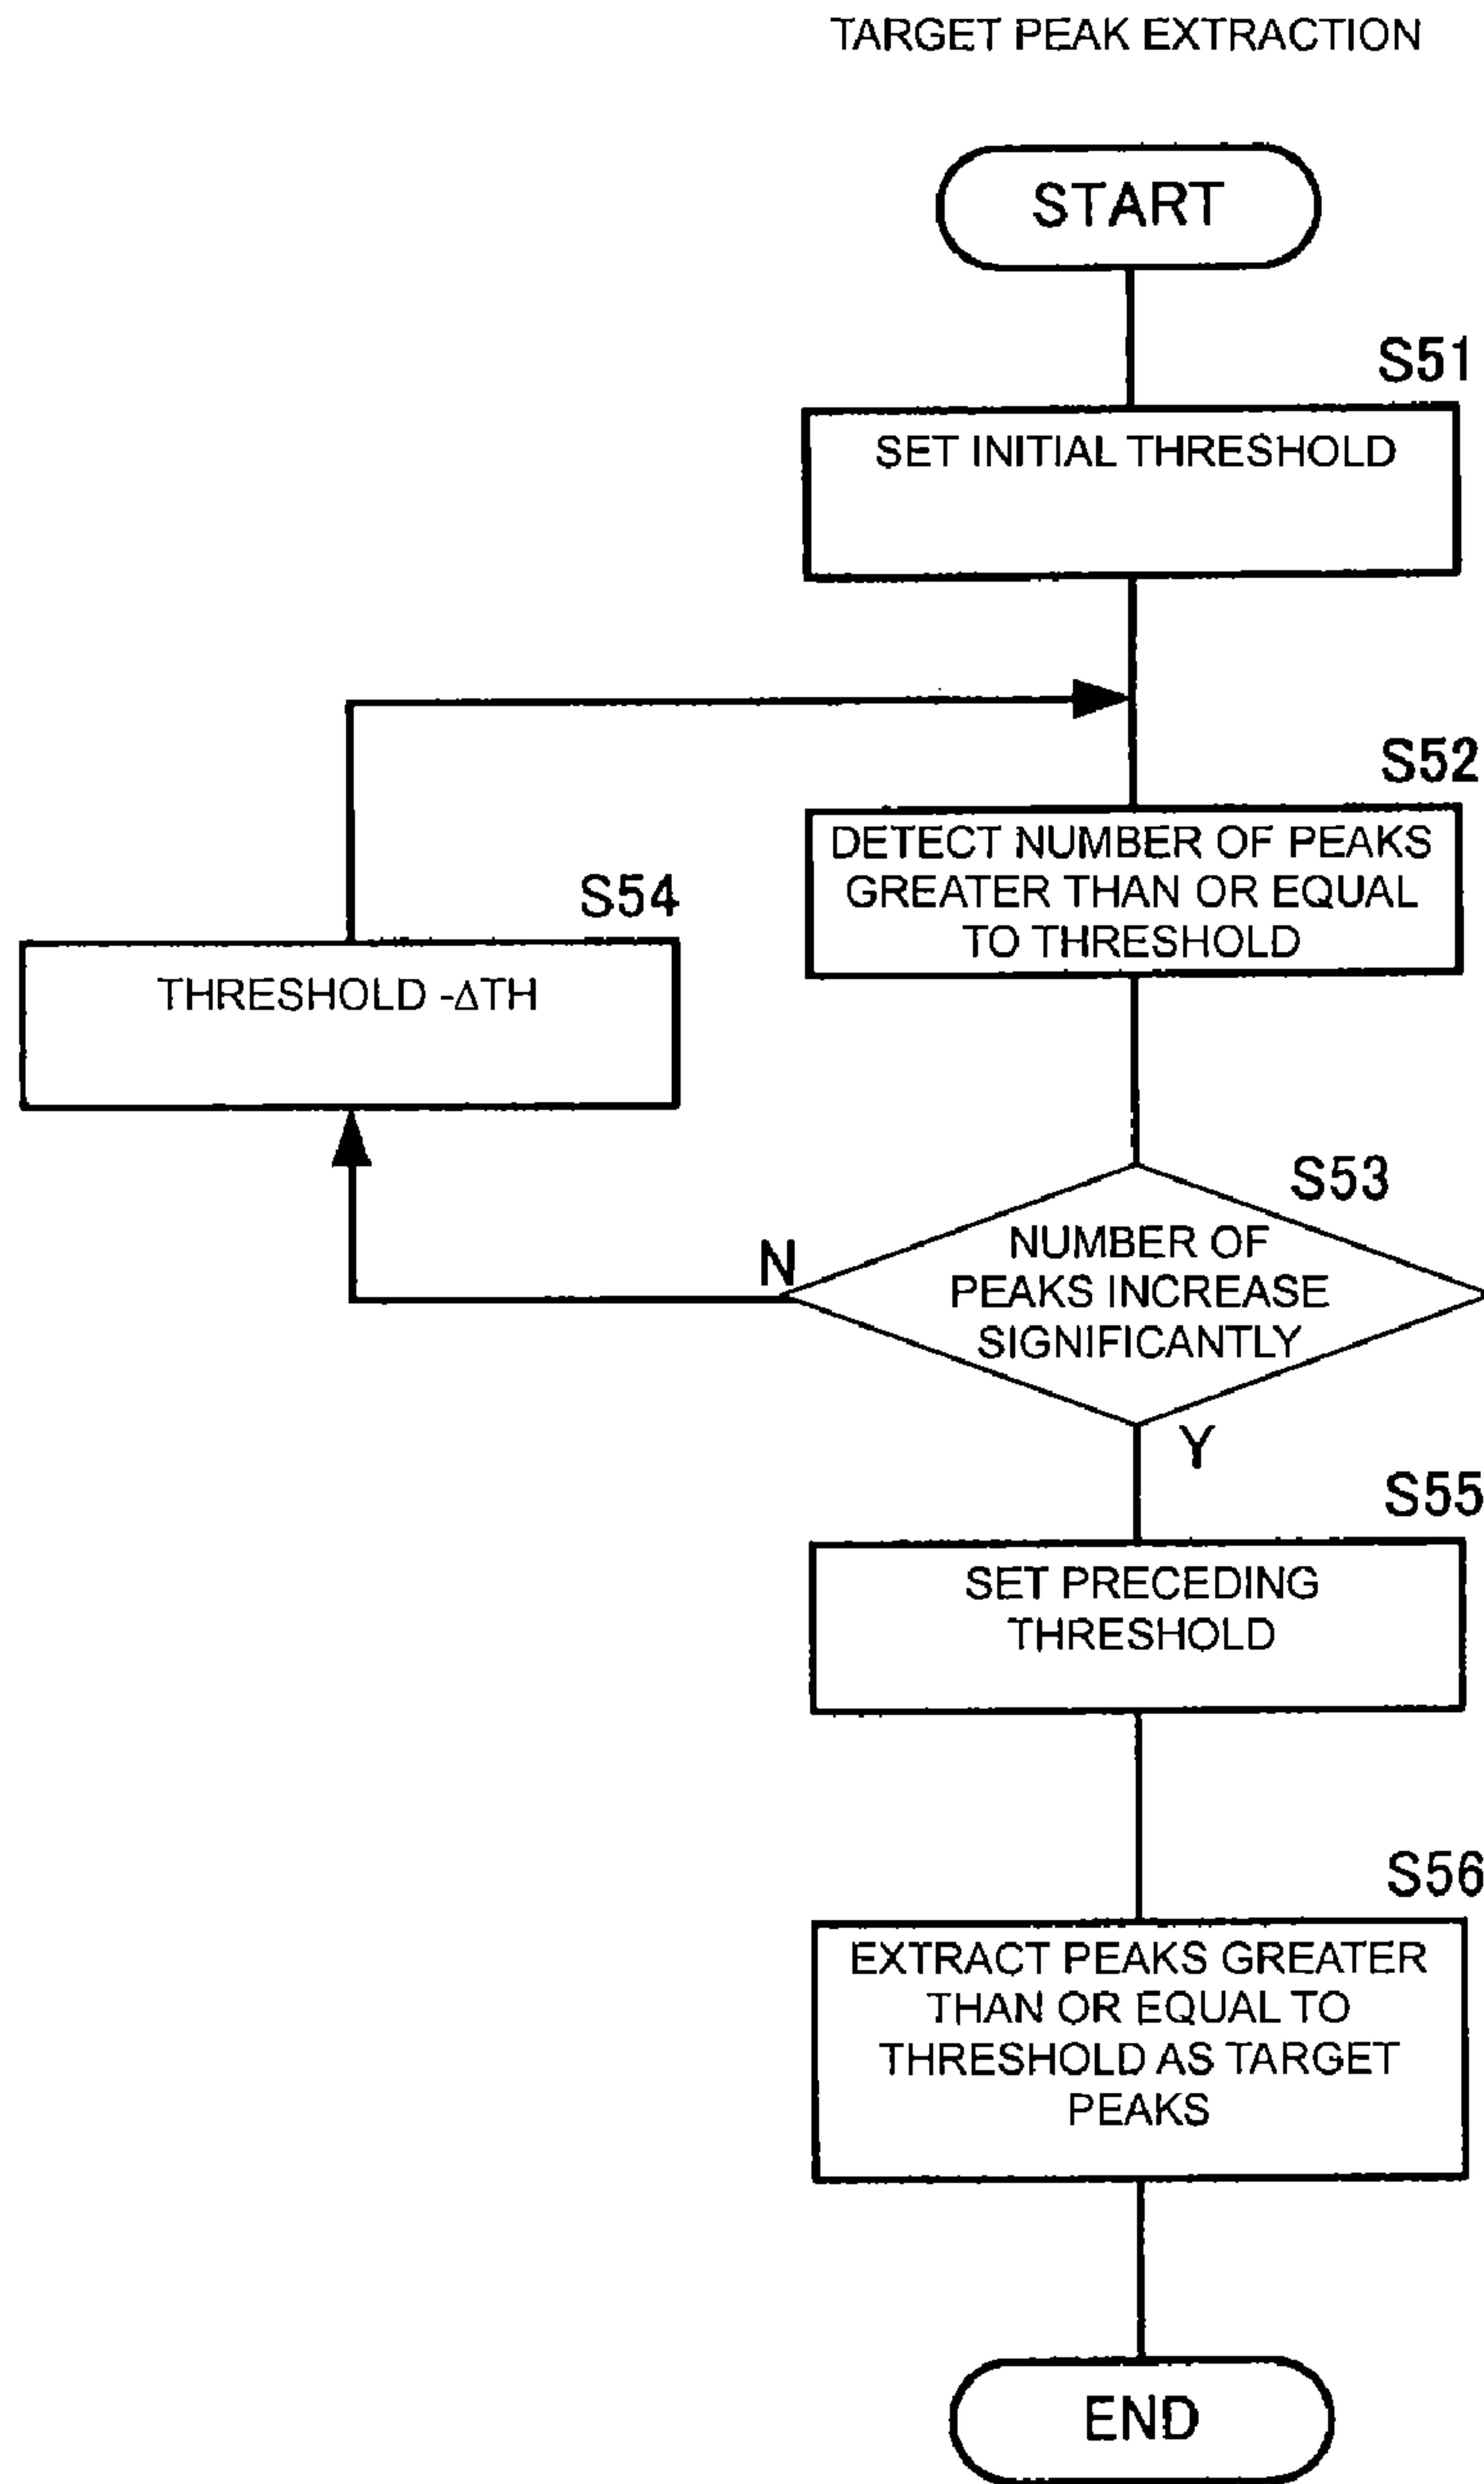 TARGET PEAK EXTRACTION
START
S51
SET INITIAL THRESHOLD
S52
DETECT NUMBER OF PEAKS
GREATER THAN OR EQUAL
TO THRESHOLD
S54
THRESHOLD -ΔTH
S53
NUMBER OF
PEAKS INCREASE
SIGNIFICANTLY
N
Y
S55
SET PRECEDING
THRESHOLD
S56
EXTRACT PEAKS GREATER
THAN OR EQUAL TO
THRESHOLD AS TARGET
PEAKS
END